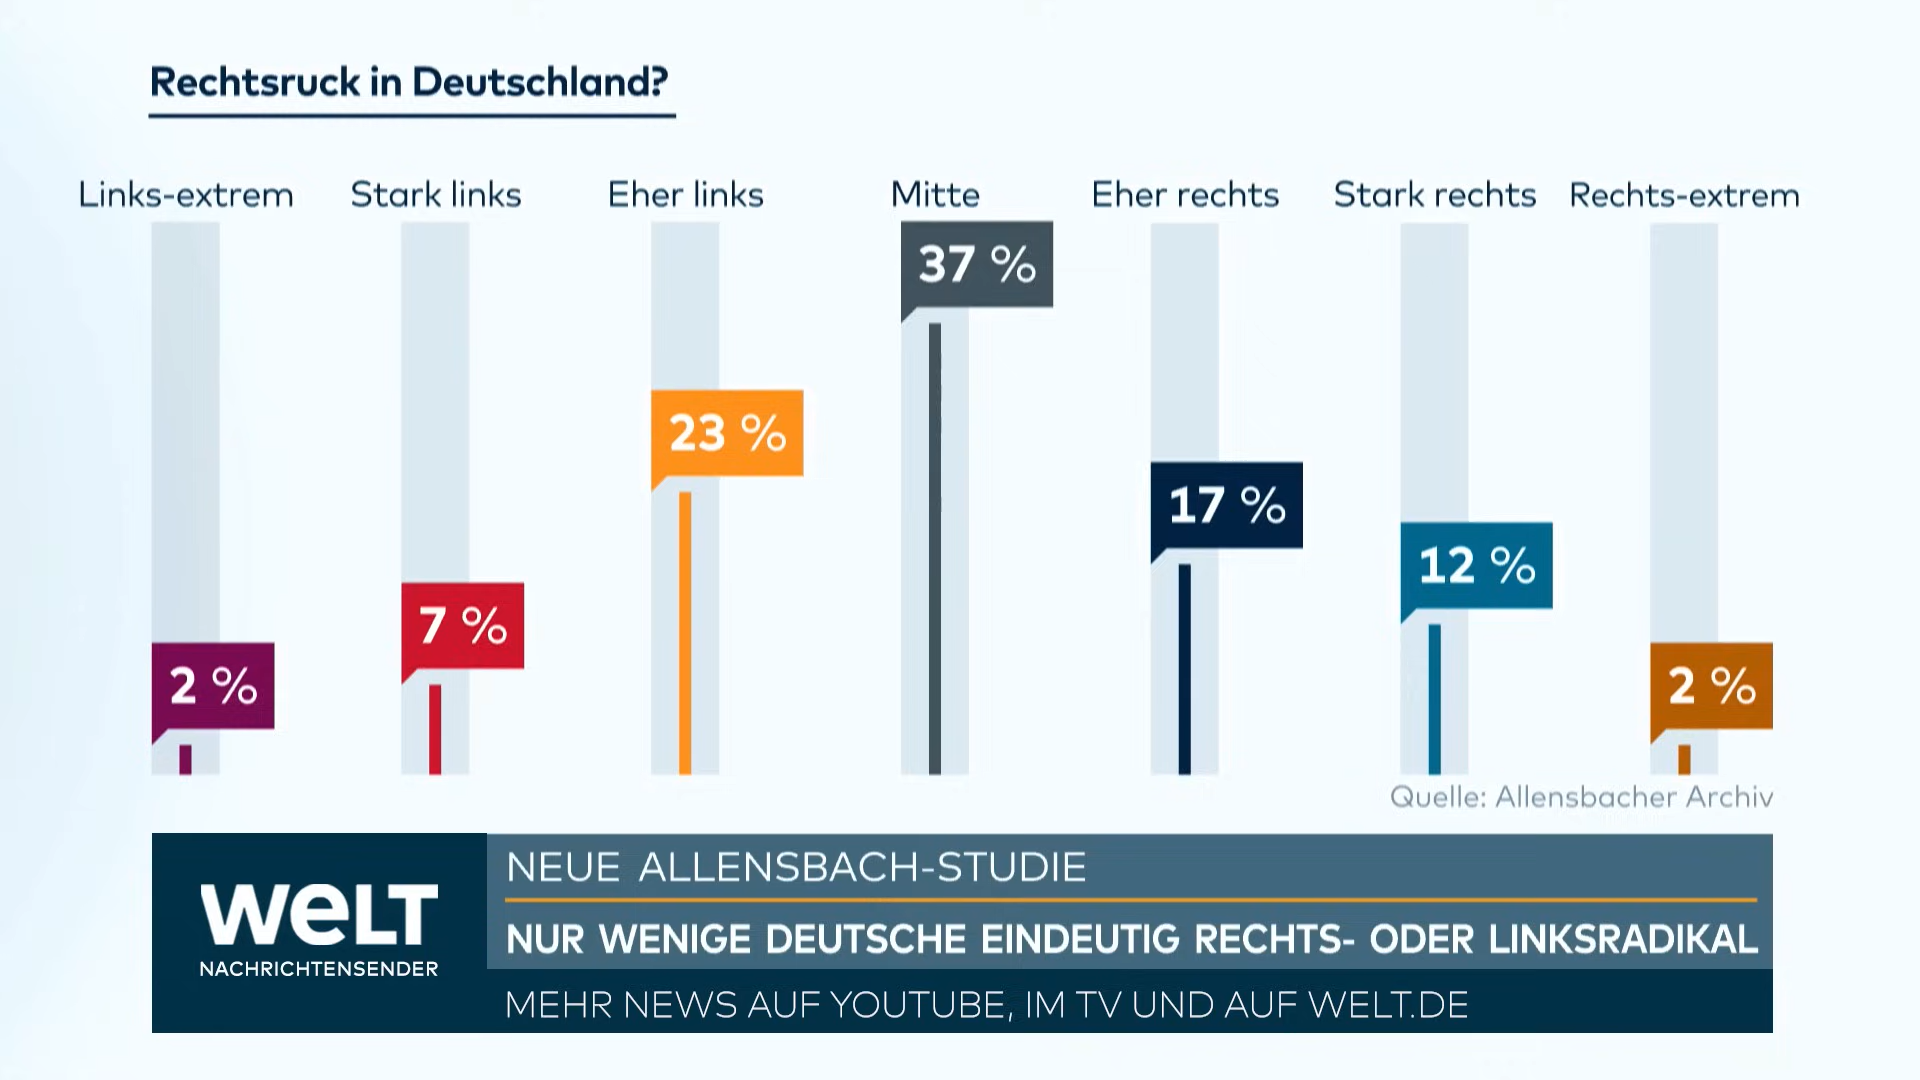 Rechtsruck in Deutschland?
Links-extrem Stark links Eher links Mitte Eher rechts Stark rechts Rechts-extrem
37 %
23 %
17 %
12 %
7 %
2 % 2 %
Quelle: Allensbacher Archiv
NEUE ALLENSBACH-STUDIE
NUR WENIGE DEUTSCHE EINDEUTIG RECHTS- ODER LINKSRADIKAL
WELT
NACHRICHTENSENDER
MEHR NEWS AUF YOUTUBE, IM TV UND AUF WELT.DE